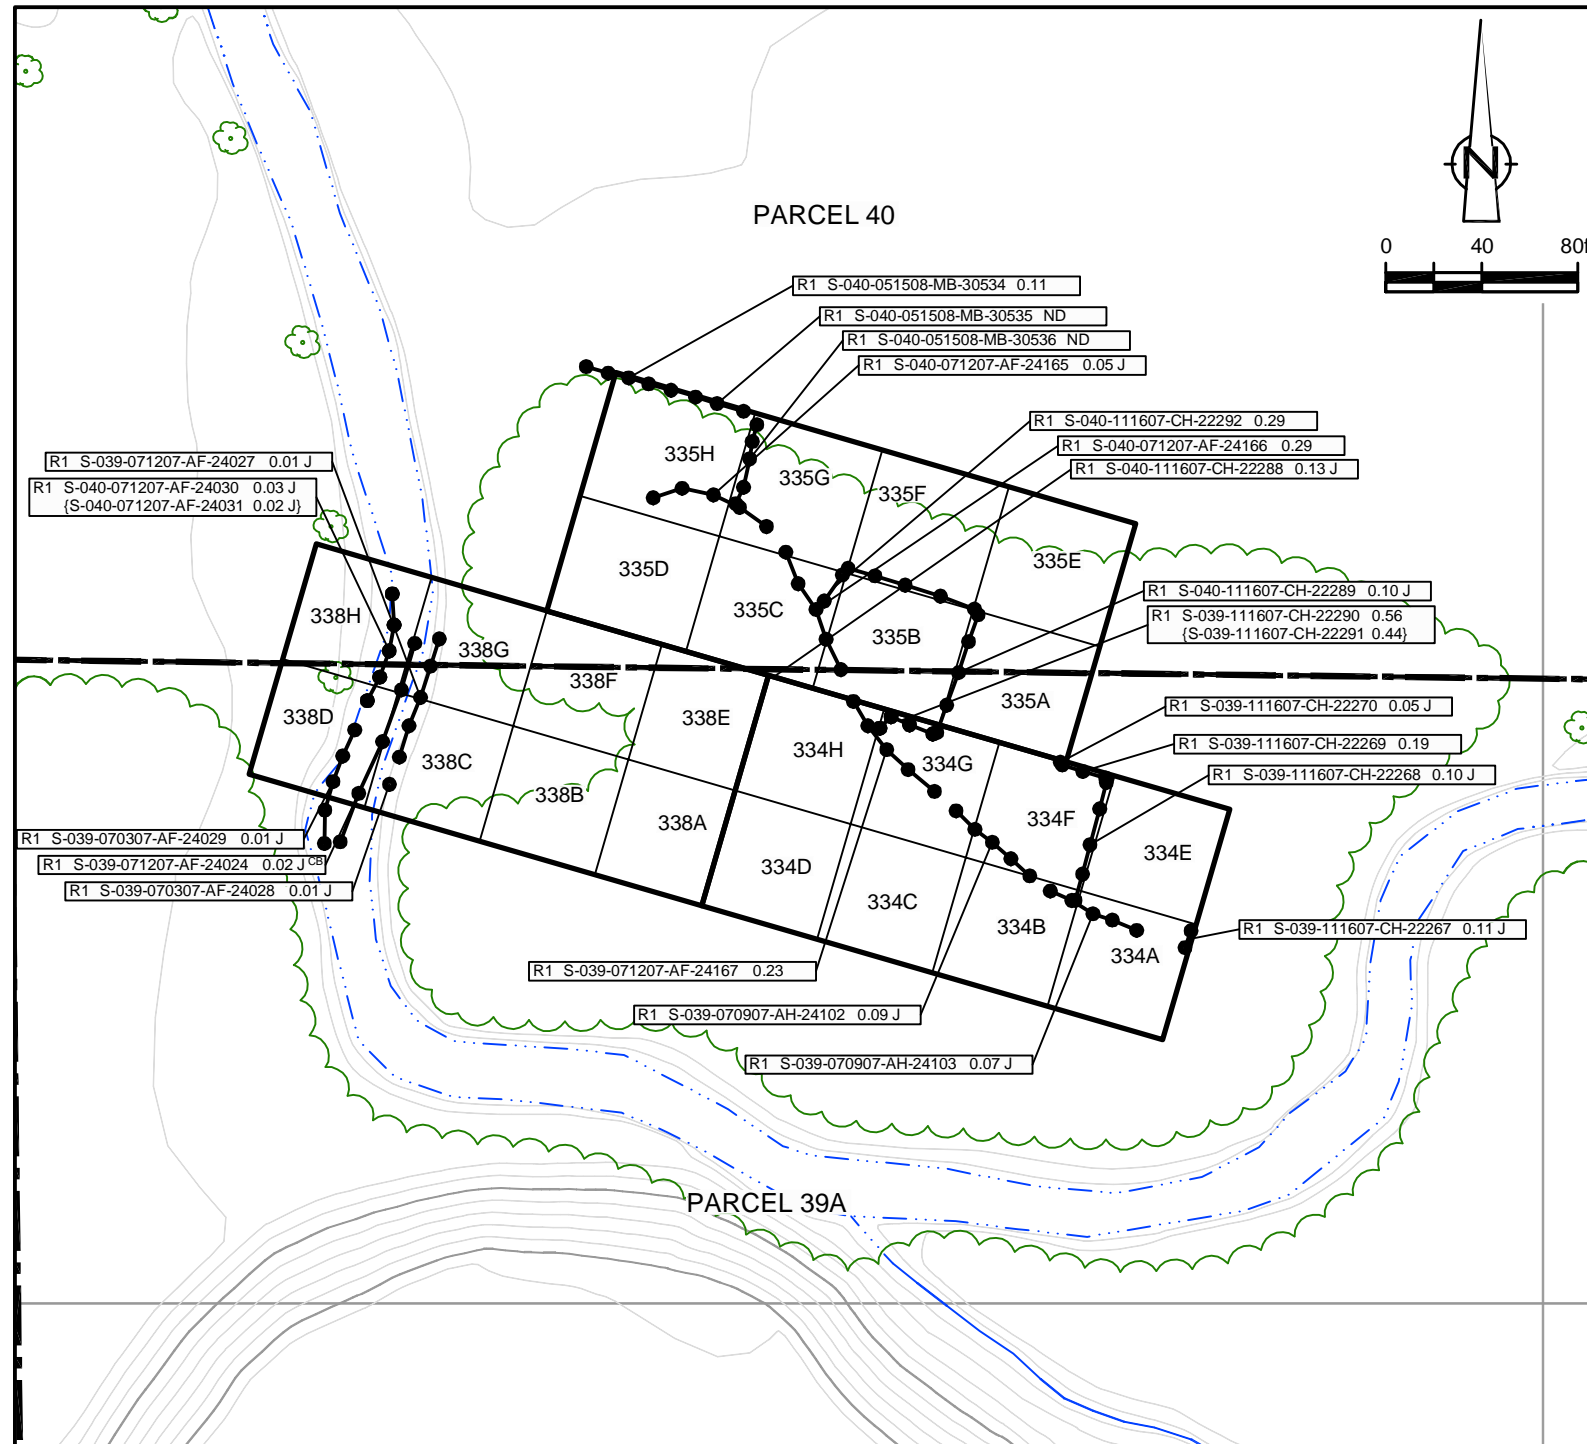 PARCEL 40
N
0 40 80f
R1 S-040-051508-MB-30534 0.11
R1 S-040-051508-MB-30535 ND
R1 S-040-051508-MB-30536 ND
R1 S-040-071207-AF-24165 0.05 J
R1 S-040-111607-CH-22292 0.29
R1 S-040-071207-AF-24166 0.29
R1 S-040-111607-CH-22288 0.13 J
R1 S-039-071207-AF-24027 0.01 J
R1 S-040-071207-AF-24030 0.03 J
{S-040-071207-AF-24031 0.02 J}
335H
335G
335F
335E
335D
335C
335B
335A
R1 S-040-111607-CH-22289 0.10 J
R1 S-039-111607-CH-22290 0.56
{S-039-111607-CH-22291 0.44}
338H
338G
338F
338E
338D
338C
338B
338A
R1 S-039-111607-CH-22270 0.05 J
R1 S-039-111607-CH-22269 0.19
R1 S-039-111607-CH-22268 0.10 J
334H
334G
334F
334E
334D
334C
334B
334A
R1 S-039-070307-AF-24029 0.01 J
R1 S-039-071207-AF-24024 0.02 J CB
R1 S-039-070307-AF-24028 0.01 J
R1 S-039-111607-CH-22267 0.11 J
R1 S-039-071207-AF-24167 0.23
R1 S-039-070907-AH-24102 0.09 J
R1 S-039-070907-AH-24103 0.07 J
PARCEL 39A